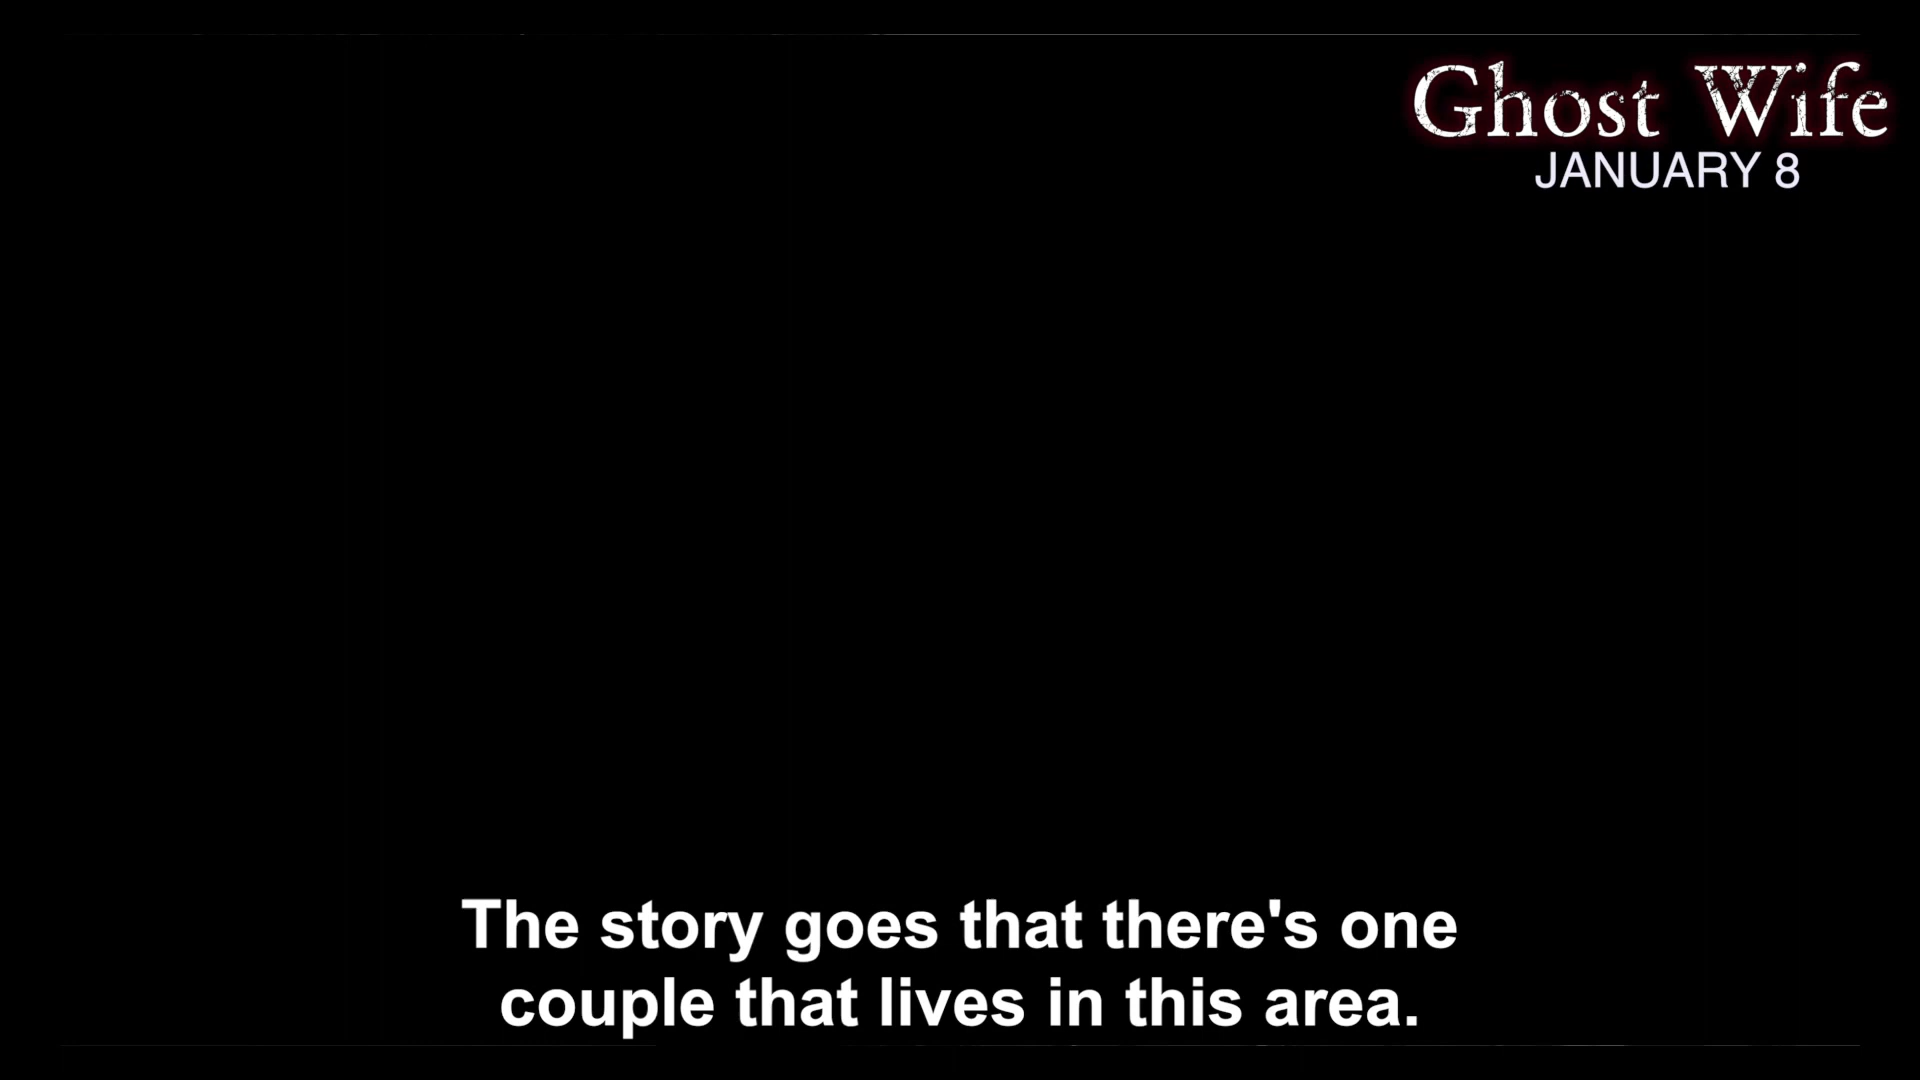 Ghost Wife
JANUARY 8
The story goes that there's one
couple that lives in this area.